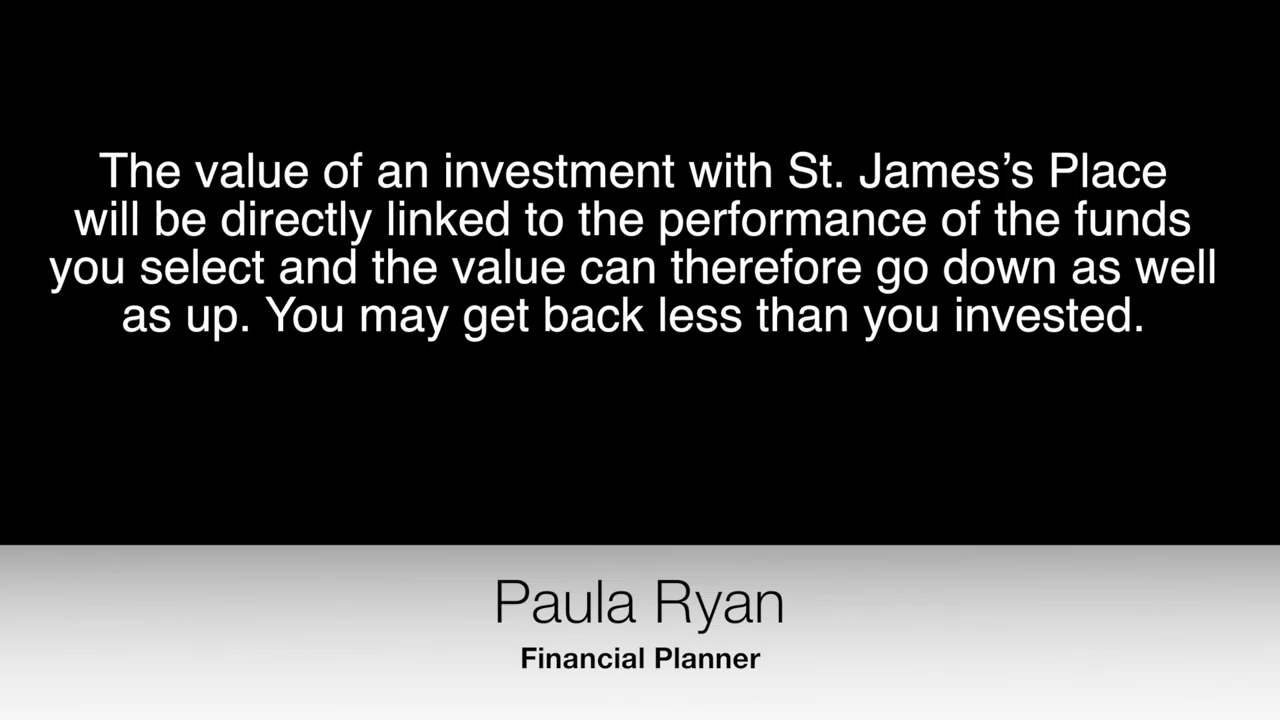 The value of an investment with St. James’s Place
will be directly linked to the performance of the funds
you select and the value can therefore go down as well
as up. You may get back less than you invested.
Paula Ryan
Financial Planner